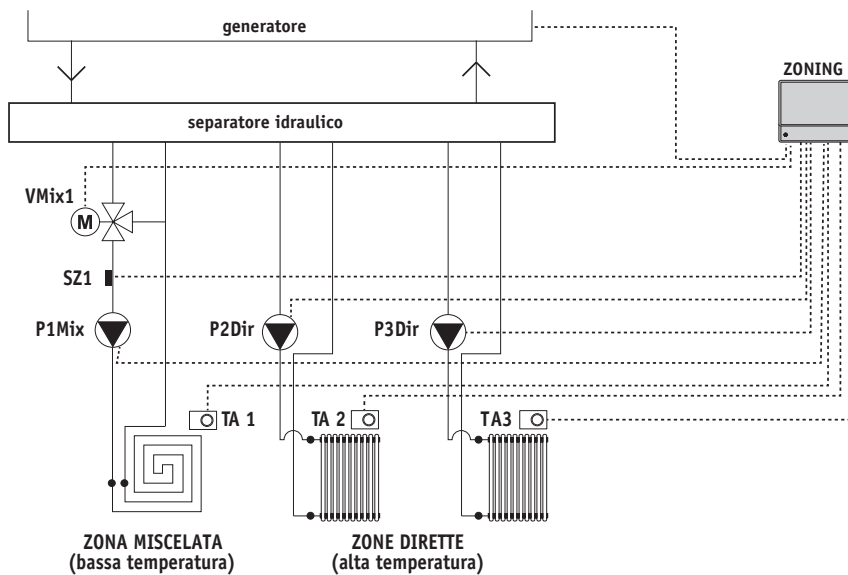 generatore
ZONING
separatore idraulico
VMix1
M
SZ1
P1Mix
P2Dir
P3Dir
TA 1
TA 2
TA3
ZONA MISCELATA
(bassa temperatura)
ZONE DIRETTE
(alta temperatura)